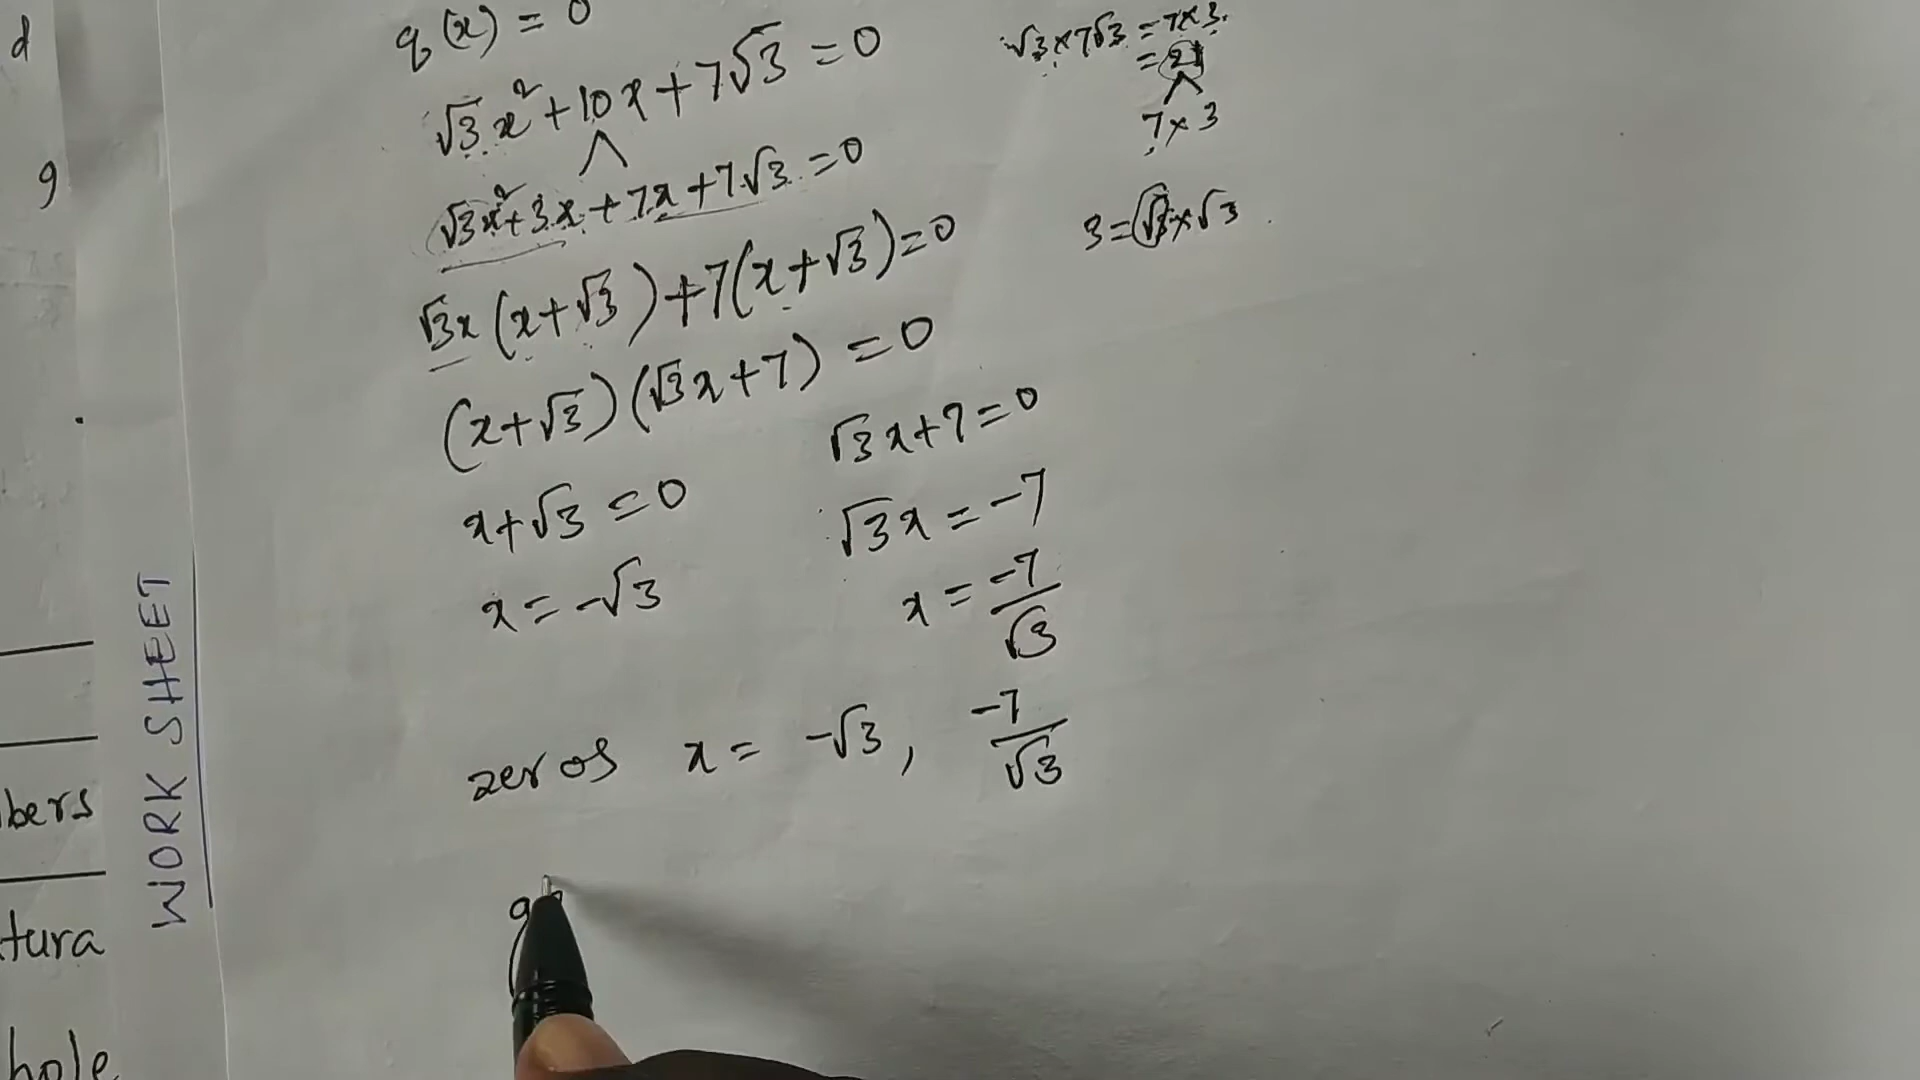 q(x) = 0
√3x² + 10x + 7√3 = 0
√3x² + 3x + 7x + 7√3 = 0
√3x (x + √3) + 7(x + √3) = 0
(x + √3) (√3x + 7) = 0
x + √3 = 0
x = -√3
√3x + 7 = 0
√3x = -7
x = -7/√3
zeros x = -√3, -7/√3
√3 × 7√3 = 7×3
= 21
7 × 3
3 = √3 × √3
d
g
WORK SHEET
bers
tura
hole